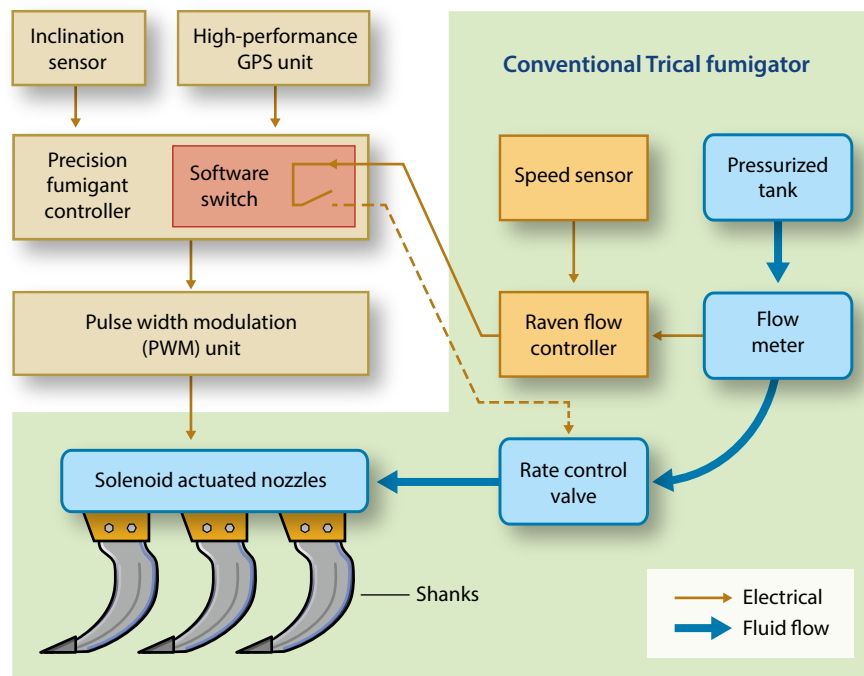 Inclination
sensor
High-performance
GPS unit
Conventional Trical fumigator
Precision
fumigant
controller
Software
switch
Speed sensor
Pressurized
tank
Pulse width modulation
(PWM) unit
Raven flow
controller
Flow
meter
Solenoid actuated nozzles
Rate control
valve
Shanks
Electrical
Fluid flow